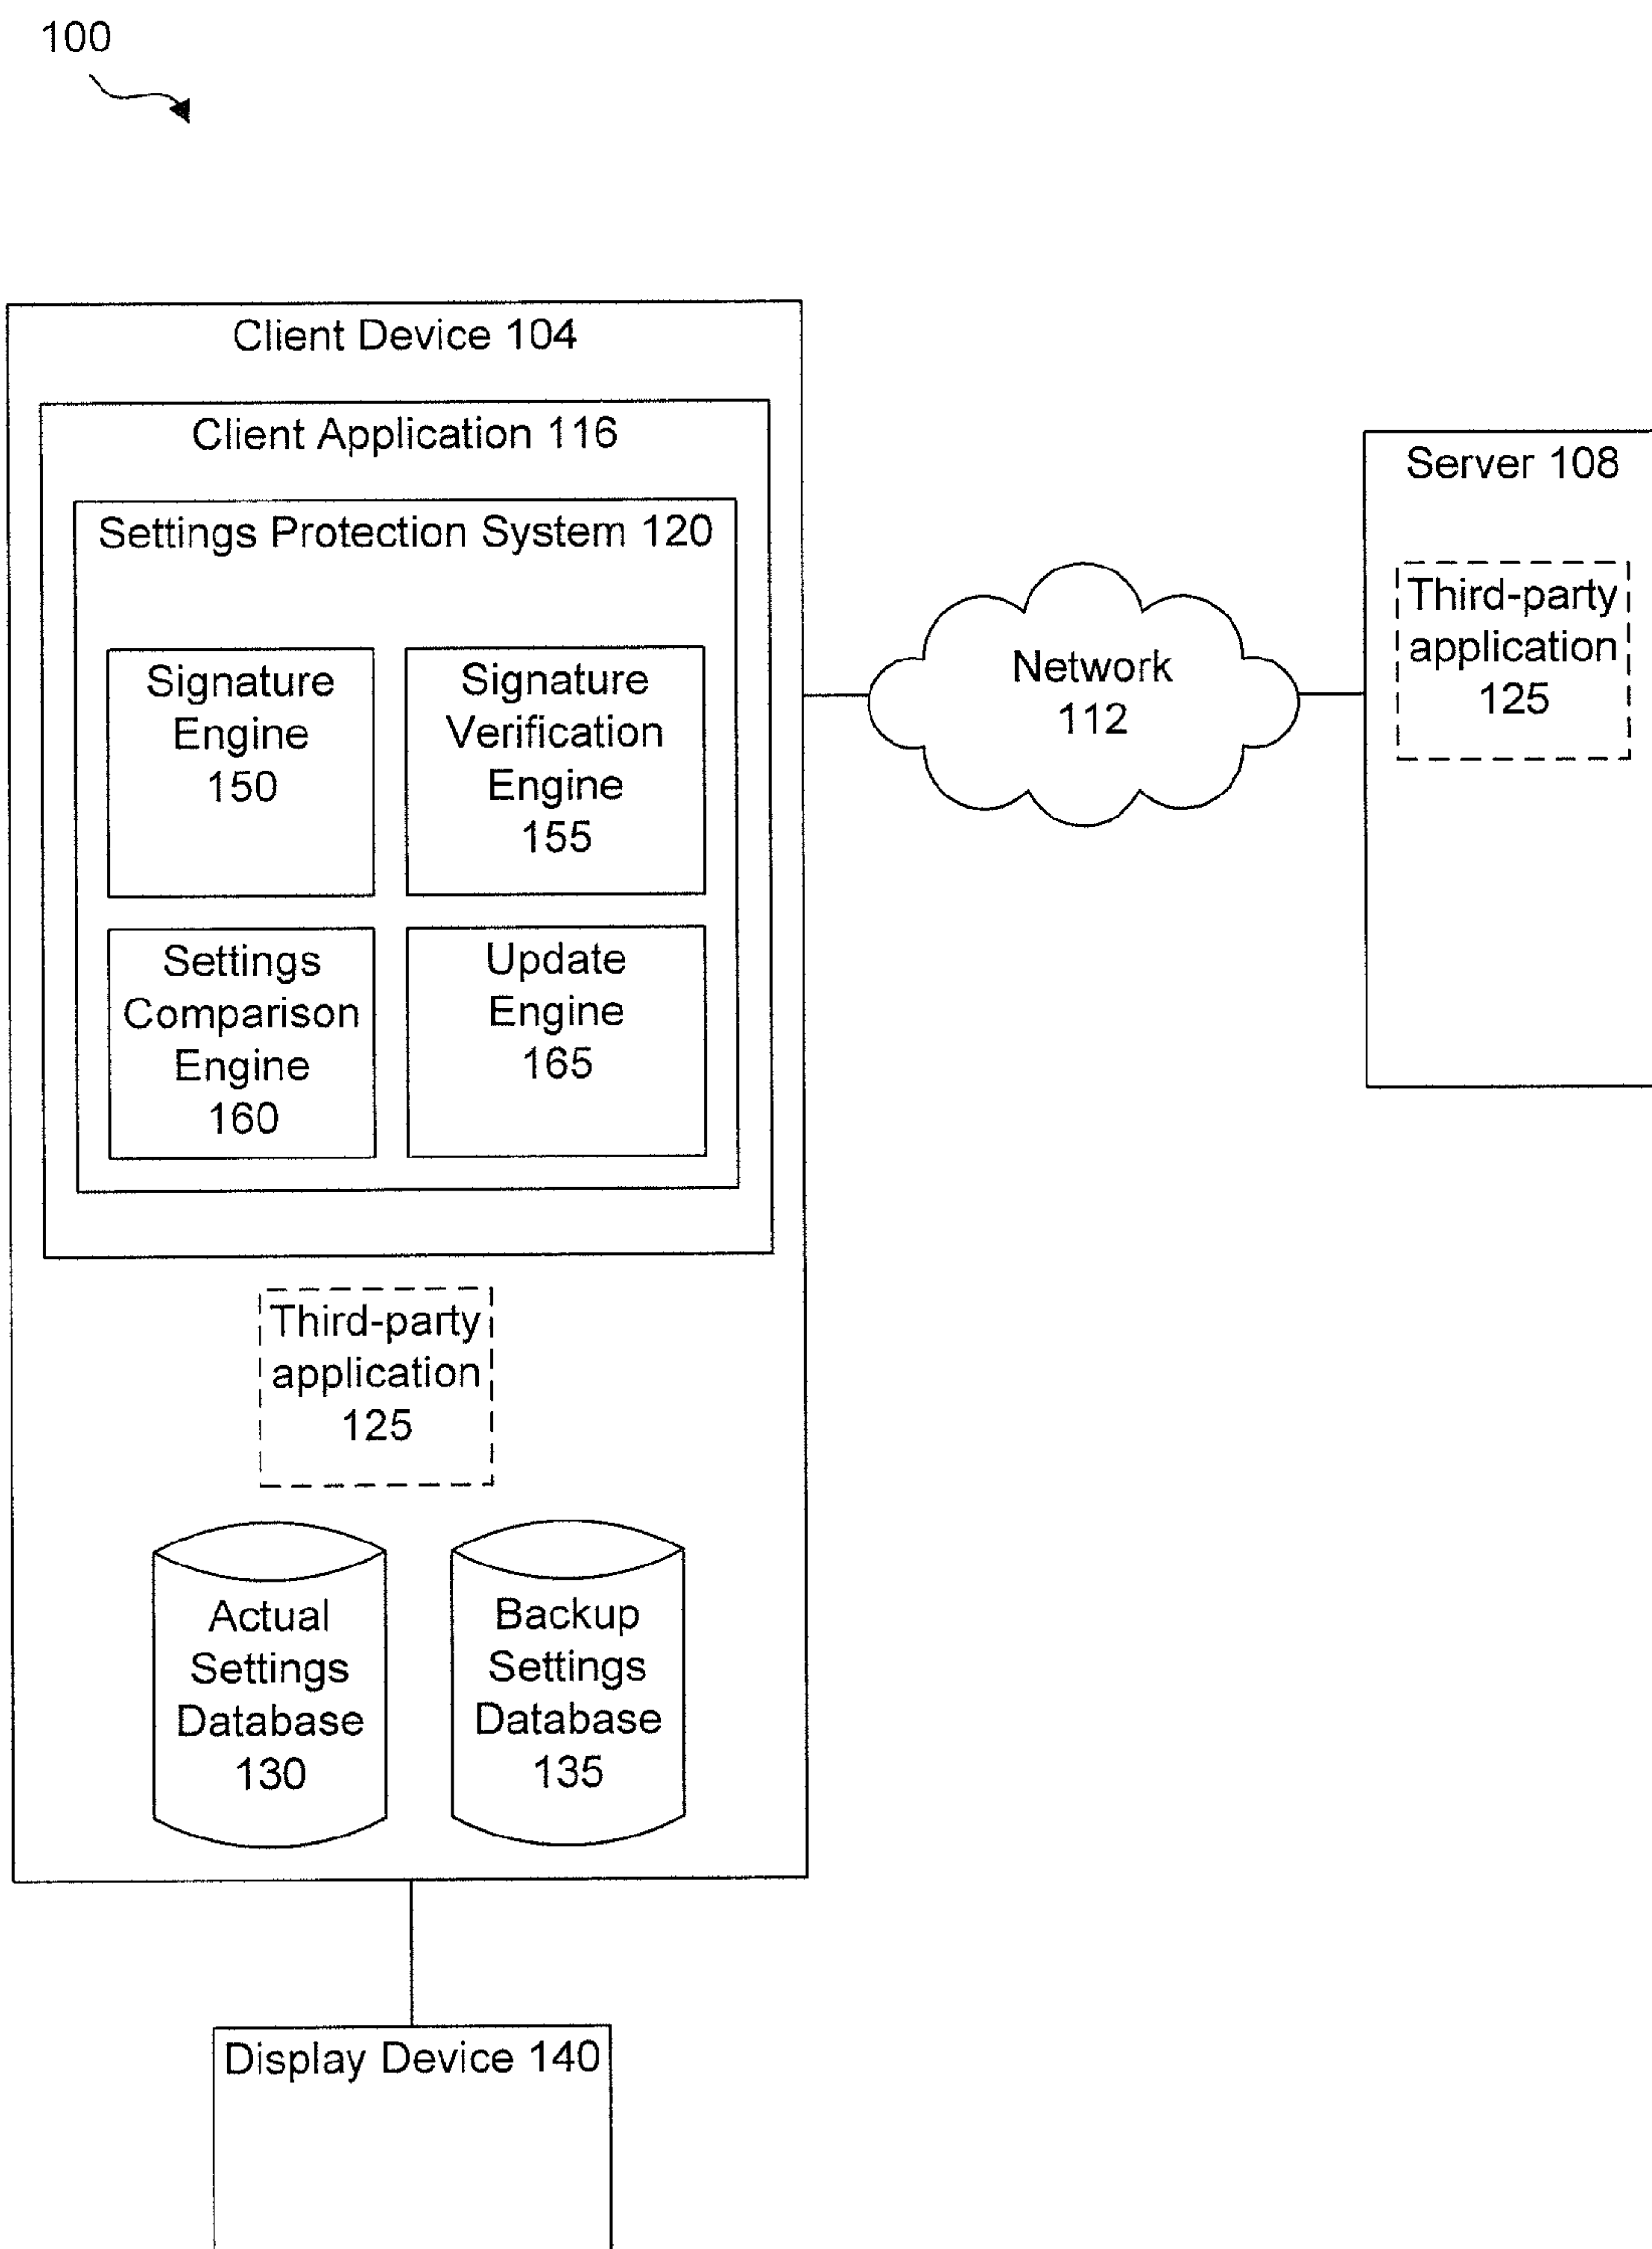 100
Client Device 104
Client Application 116
Settings Protection System 120
Signature
Engine
150
Signature
Verification
Engine
155
Settings
Comparison
Engine
160
Update
Engine
165
Network
112
Server 108
Third-party
application
125
Third-party
application
125
Actual
Settings
Database
130
Backup
Settings
Database
135
Display Device 140